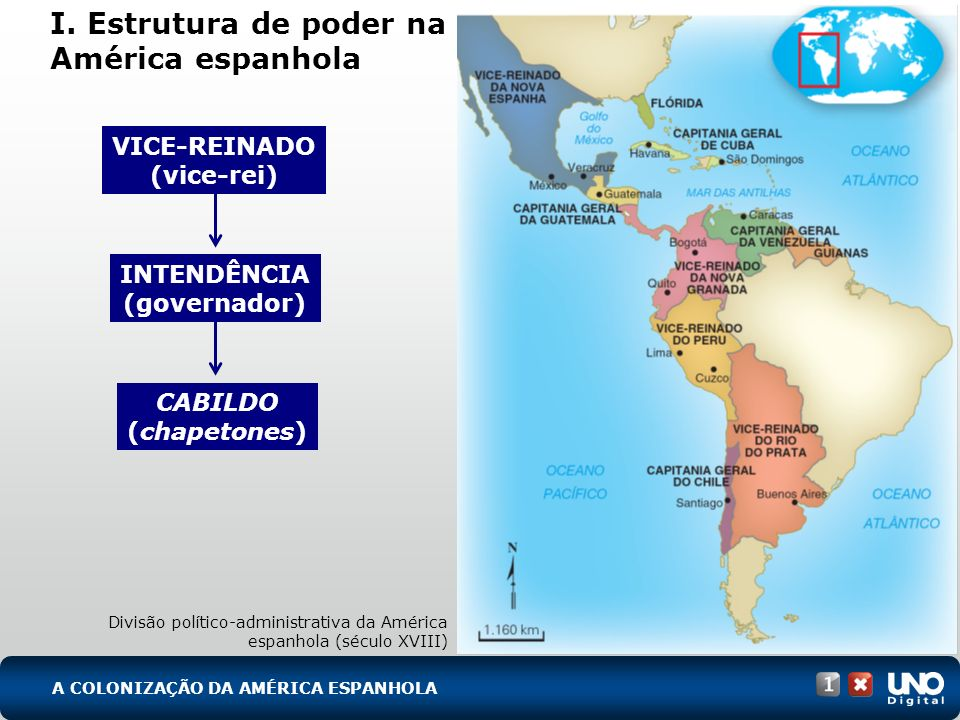 I. Estrutura de poder na
América espanhola
VICE-REINADO
(vice-rei)
INTENDÊNCIA
(governador)
CABILDO
(chapetones)
Divisão político-administrativa da América
espanhola (século XVIII)
VICE-REINADO
DA NOVA
ESPANHA
FLÓRIDA
Golfo
do
México
CAPITANIA GERAL
DE CUBA
Havana
São Domingos
OCEANO
ATLÂNTICO
Veracruz
México
Guatemala
MAR DAS ANTILHAS
CAPITANIA GERAL
DA GUATEMALA
Caracas
CAPITANIA GERAL
DA VENEZUELA
GUIANAS
Bogotá
VICE-REINADO
DA NOVA
GRANADA
Quito
VICE-REINADO
DO PERU
Lima
Cuzco
VICE-REINADO
DO RIO
DO PRATA
OCEANO
PACÍFICO
CAPITANIA GERAL
DO CHILE
Santiago
Buenos Aires
OCEANO
ATLÂNTICO
N
1.160 km
A COLONIZAÇÃO DA AMÉRICA ESPANHOLA
1
UNO
Digital